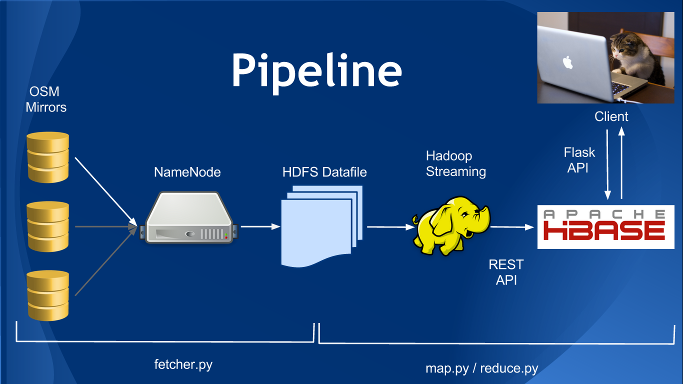 Pipeline
OSM
Mirrors
NameNode
HDFS Datafile
Hadoop
Streaming
REST
API
Client
Flask
API
APACHE
HBASE
fetcher.py
map.py / reduce.py